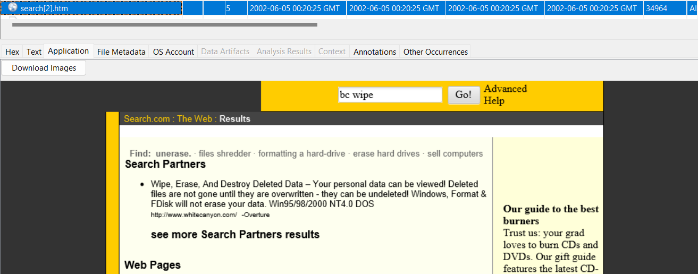 search[2].htm 5 2002-06-05 00:20:25 GMT 2002-06-05 00:20:25 GMT 2002-06-05 00:20:25 GMT 2002-06-05 00:20:25 GMT 34964 Al
Hex Text Application File Metadata OS Account Data Artifacts Analysis Results Context Annotations Other Occurrences
Download Images
bc wipe Go! Advanced
Help
Search.com : The Web : Results
Find: unerase. · files shredder · formatting a hard-drive · erase hard drives · sell computers
Search Partners
• Wipe, Erase, And Destroy Deleted Data – Your personal data can be viewed! Deleted
files are not gone until they are overwritten - they can be undeleted! Windows, Format &
FDisk will not erase your data. Win95/98/2000 NT4.0 DOS
http://www.whitecanyon.com/ -Overture
see more Search Partners results
Web Pages
Our guide to the best
burners
Trust us: your grad
loves to burn CDs and
DVDs. Our gift guide
features the latest CD-